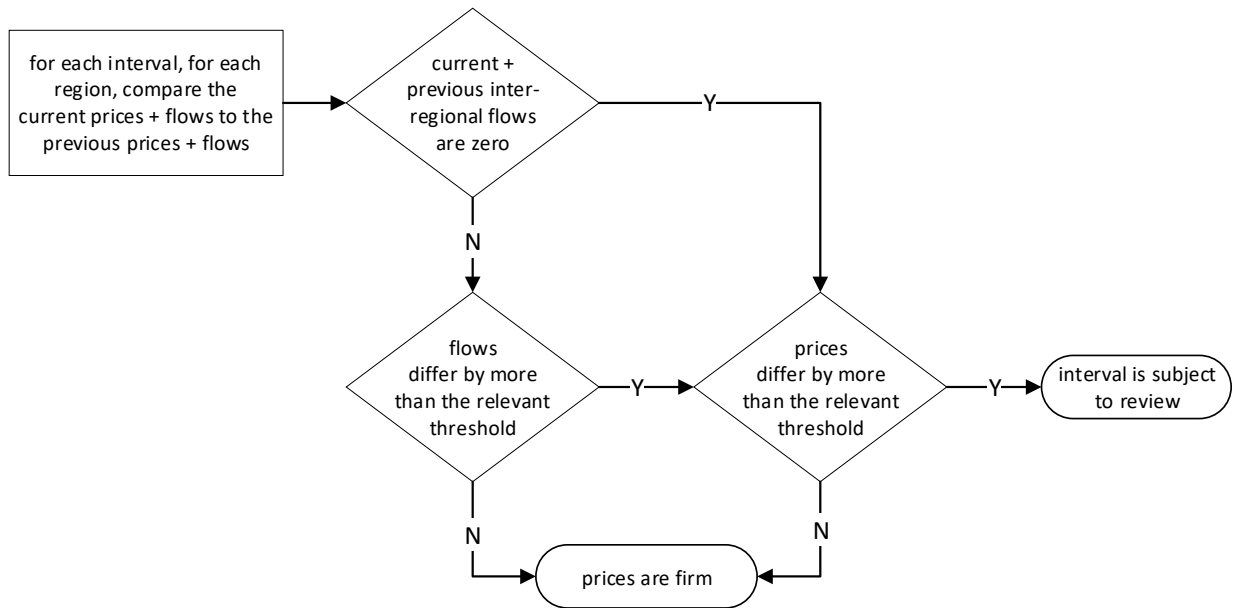 for each interval, for each
region, compare the
current prices + flows to the
previous prices + flows
current +
previous inter-
regional flows
are zero
Y
N
flows
differ by more
than the relevant
threshold
Y
prices
differ by more
than the relevant
threshold
Y
interval is subject
to review
N
N
prices are firm